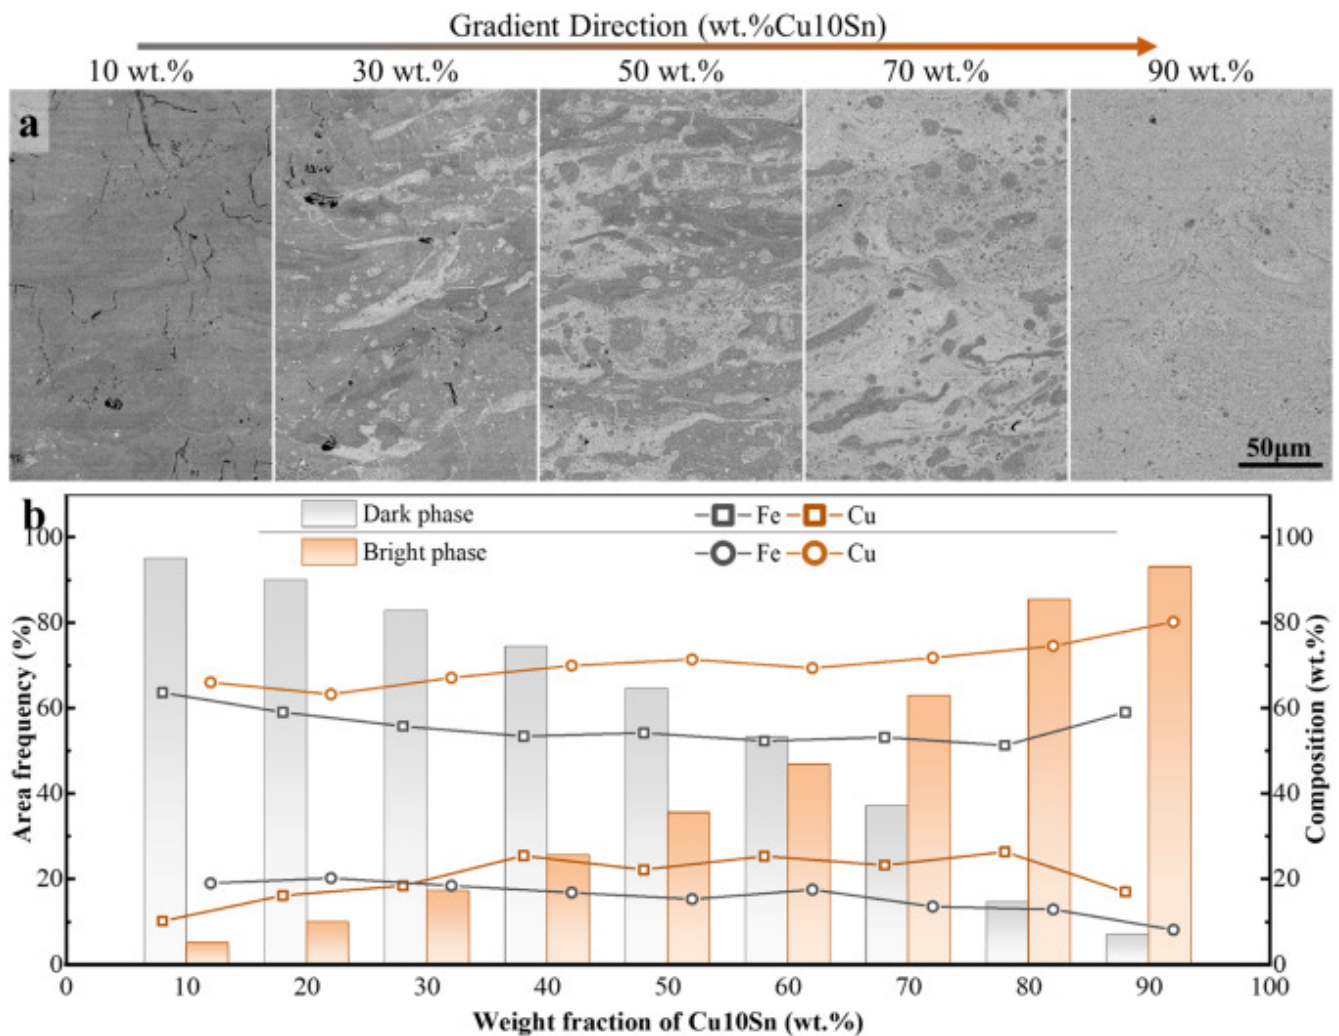 Gradient Direction (wt.%Cu10Sn)
10 wt.% 30 wt.% 50 wt.% 70 wt.% 90 wt.%
a
50μm
b
Dark phase Fe Cu
Bright phase Fe Cu
Area frequency (%)
100
80
60
40
20
0
Composition (wt.%)
100
80
60
40
20
0
0 10 20 30 40 50 60 70 80 90 100
Weight fraction of Cu10Sn (wt.%)